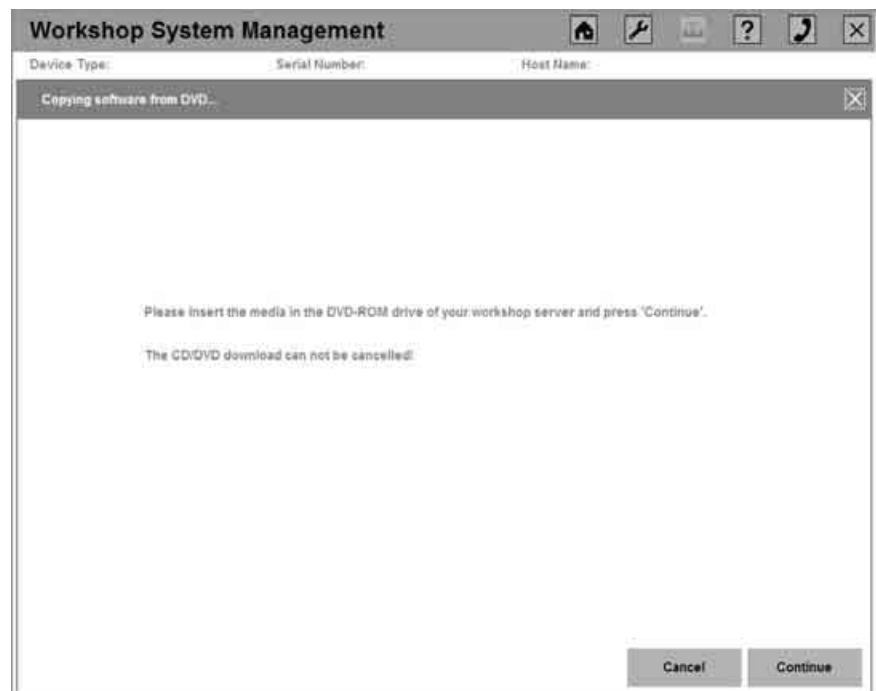 Workshop System Management
?
Device Type: Serial Number: Host Name:
Copying software from DVD...
Please insert the media in the DVD-ROM drive of your workshop server and press 'Continue'.
The CD/DVD download can not be cancelled!
Cancel Continue